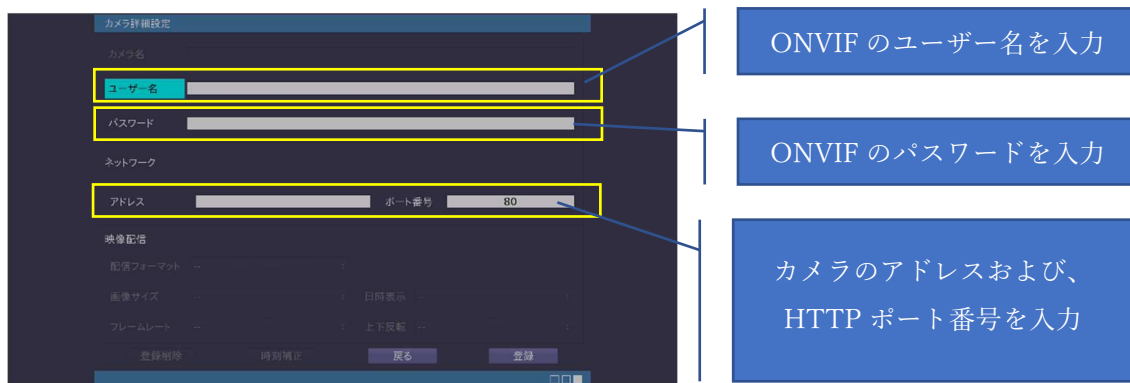 カメラ詳細設定
カメラ名
ユーザー名
パスワード
ネットワーク
アドレス ポート番号 80
映像配信
配信フォーマット --
画像サイズ -- 日時表示 --
フレームレート -- 上下反転 --
登録削除 時刻補正 戻る 登録
ONVIF のユーザー名を入力
ONVIF のパスワードを入力
カメラのアドレスおよび、
HTTP ポート番号を入力